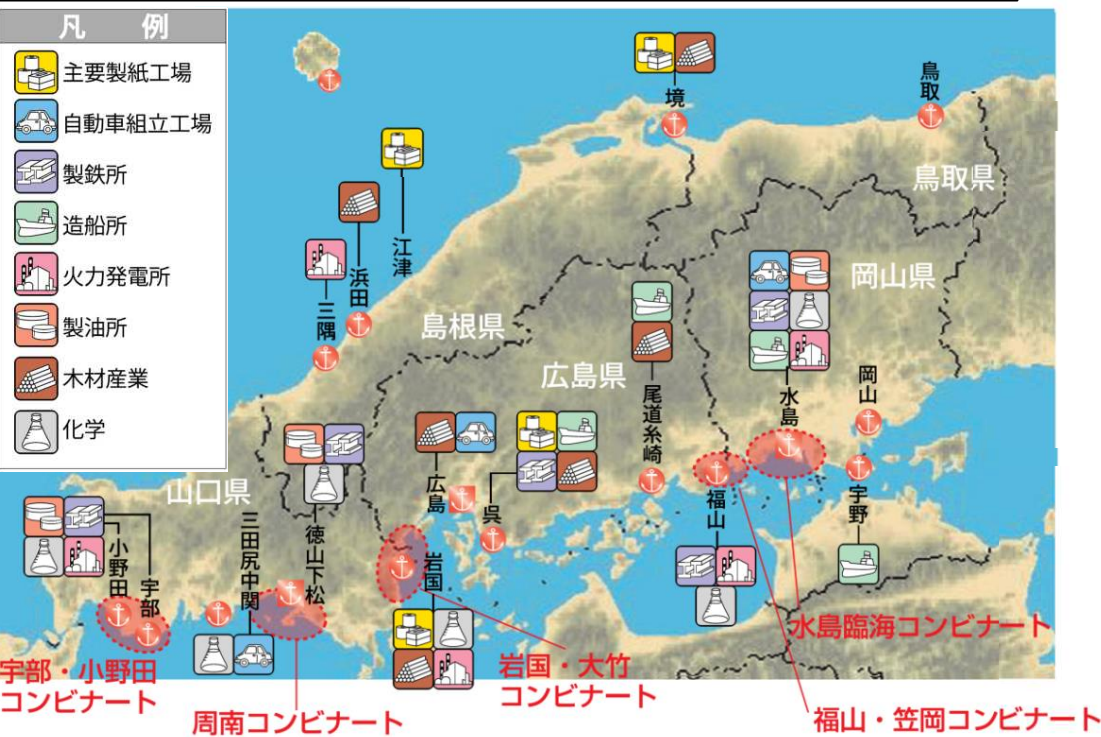 凡 例
主要製紙工場
自動車組立工場
製鉄所
造船所
火力発電所
製油所
木材産業
化学
境
鳥取
鳥取県
江津
浜田
三隅
島根県
岡山県
広島県
尾道糸崎
水島
岡山
広島
呉
福山
宇野
山口県
小野田
宇部
三田尻中関
徳山下松
岩国
宇部・小野田
コンビナート
周南コンビナート
岩国・大竹
コンビナート
水島臨海コンビナート
福山・笠岡コンビナート